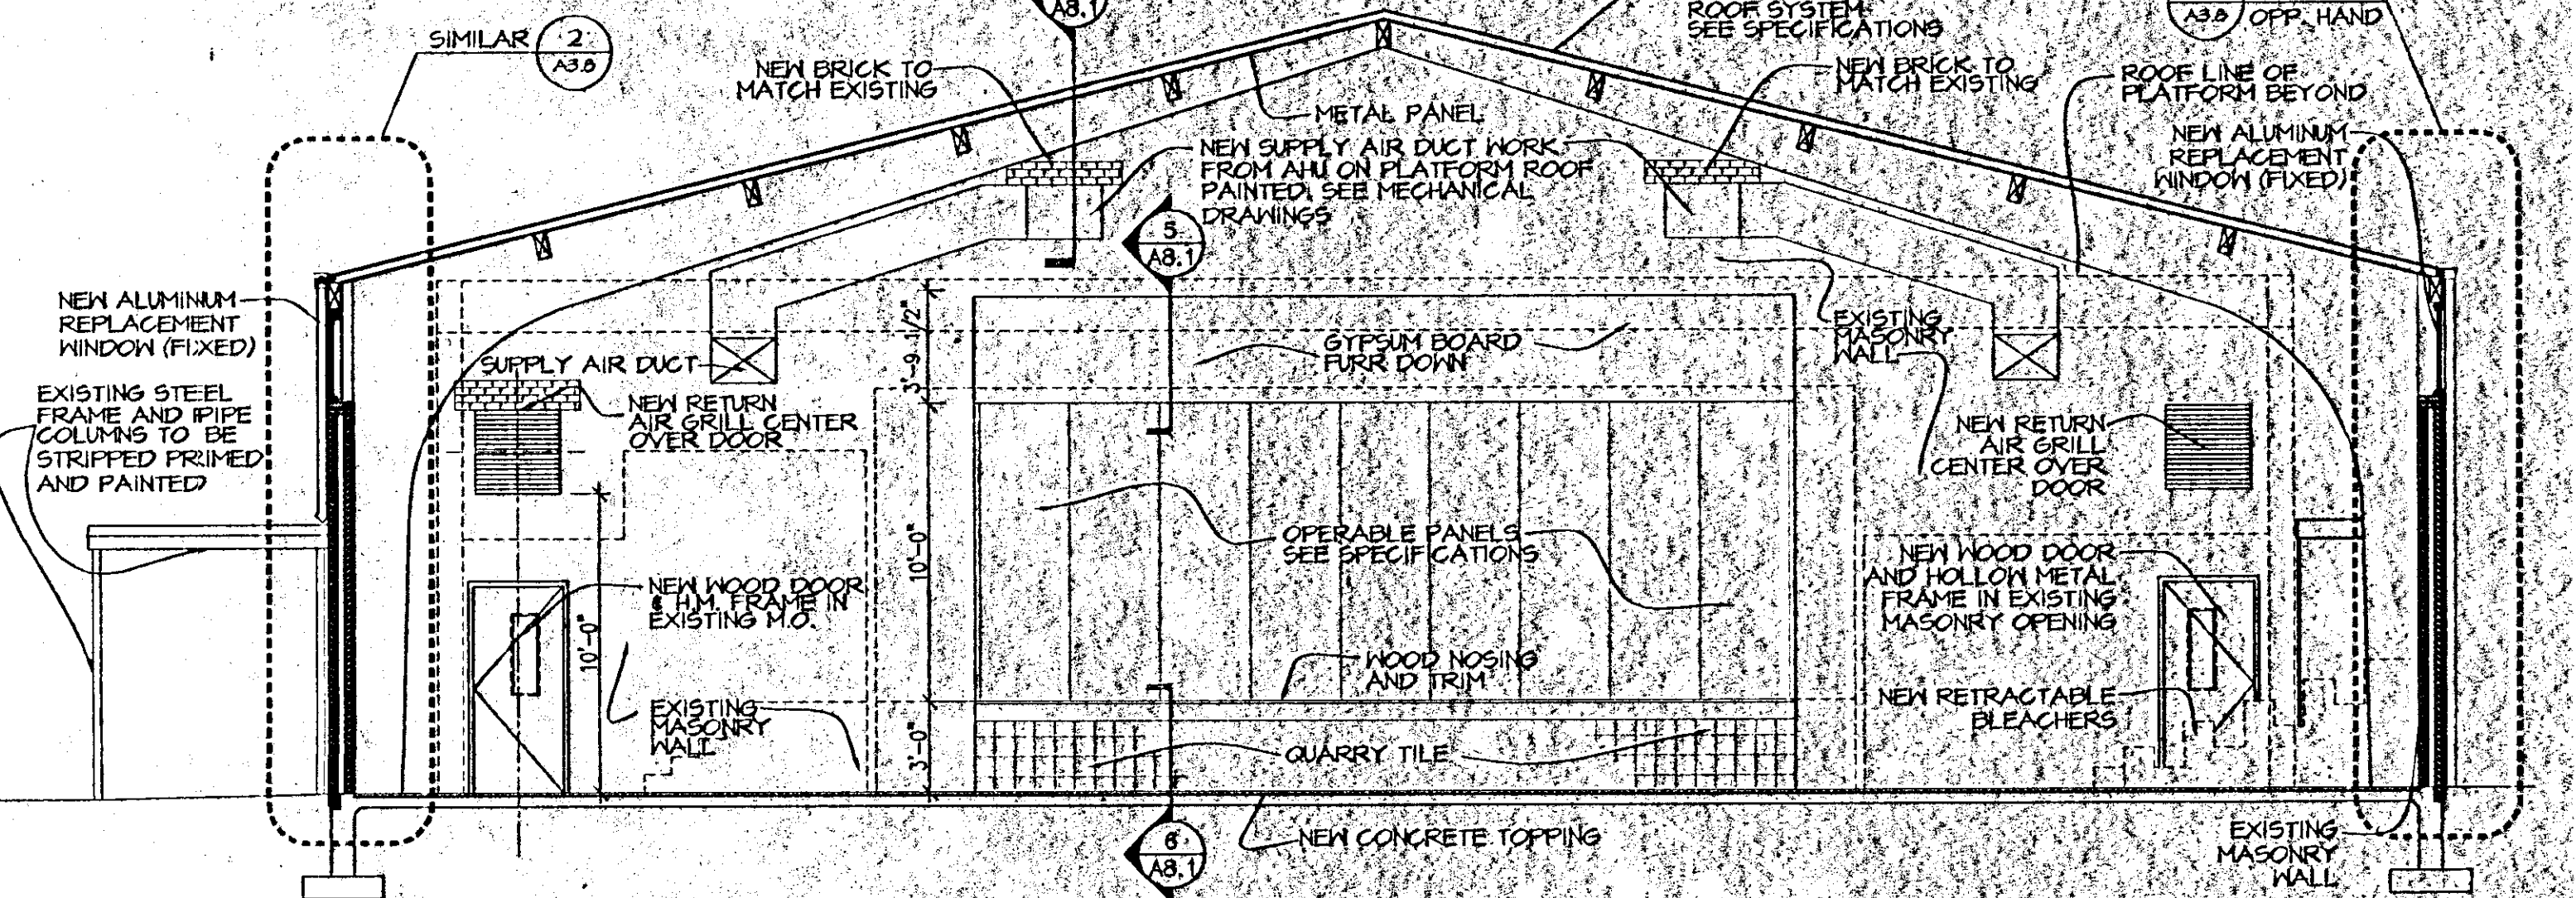 A8.1
ROOF SYSTEM
SEE SPECIFICATIONS
A3.8 OPP. HAND
SIMILAR 2
A3.8
NEW BRICK TO
MATCH EXISTING
METAL PANEL
NEW BRICK TO
MATCH EXISTING
ROOF LINE OF
PLATFORM BEYOND
NEW SUPPLY AIR DUCT WORK
FROM AHU ON PLATFORM ROOF
PAINTED. SEE MECHANICAL
DRAWINGS
NEW ALUMINUM
REPLACEMENT
WINDOW (FIXED)
5
A8.1
NEW ALUMINUM
REPLACEMENT
WINDOW (FIXED)
3'-9 1/2"
GYPSUM BOARD
FURR DOWN
EXISTING
MASONRY
WALL
SUPPLY AIR DUCT
EXISTING STEEL
FRAME AND PIPE
COLUMNS TO BE
STRIPPED PRIMED
AND PAINTED
NEW RETURN
AIR GRILL CENTER
OVER DOOR
NEW RETURN
AIR GRILL
CENTER OVER
DOOR
10'-0"
OPERABLE PANELS
SEE SPECIFICATIONS
NEW WOOD DOOR
& H.M. FRAME IN
EXISTING M.O.
10'-0"
NEW WOOD DOOR
AND HOLLOW METAL
FRAME IN EXISTING
MASONRY OPENING
WOOD NOSING
AND TRIM
EXISTING
MASONRY
WALL
NEW RETRACTABLE
BLEACHERS
3'-0"
QUARRY TILE
NEW CONCRETE TOPPING
6
A8.1
EXISTING
MASONRY
WALL